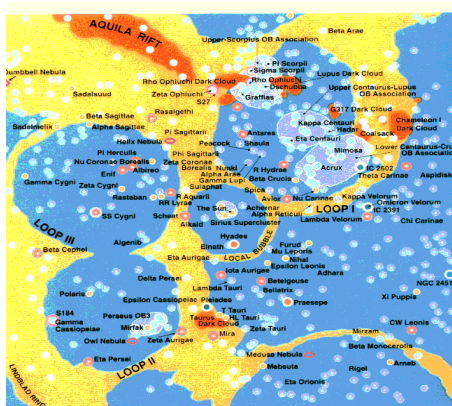 Beta Arae
AQUILA RIFT
Upper-Scorpius OB Association
Pi Scorpii
Sigma Scorpii
Dumbbell Nebula
Rho Ophiuchi Dark Cloud
Rho Ophiuchi
Dschubba
Lupus Dark Cloud
Sadalsuud
Zeta Ophiuchi
Graffias
Upper Centaurus-Lupus
OB Association
S27
Rasalgethi
G317 Dark Cloud
Beta Sagittae
Kappa Centauri
Chameleon I
Dark Cloud
Sadalmelik
Alpha Sagittae
Pi Sagittarii
Antares
Hadar
Coalsack
Eta Centauri
Helix Nebula
Peacock
Shaula
Mimosa
Lower Centaurus-Crux
OB Association
Pi Herculis
Phi Sagittarii
Nu Coronae Borealis
Zeta Coronae
Borealis
Nunki
R Hydrae
Acrux
IC 2602
Enif
Albireo
Alpha Arae
Theta Carinae
Aspidiske
Gamma Cygni
Zeta Cygni
Gamma Lupi
Beta Crucis
Sulaphat
Spica
Rastaban
R Aquarii
Avior
Nu Carinae
Kappa Velorum
RR Lyrae
The Sun
Achernar
Omicron Velorum
SS Cygni
Scheat
Alpha Reticuli
LOOP I
IC 2391
Sirius Supercluster
Lambda Velorum
Chi Carinae
LOOP III
Alkaid
Algenib
Hyades
Furud
Beta Cephei
Elnath
Mu Leporis
Eta Aurigae
LOCAL BUBBLE
Nihal
Epsilon Leonis
Iota Aurigae
Adhara
Delta Persei
Betelgeuse
NGC 2451
Lambda Tauri
Bellatrix
Polaris
Epsilon Cassiopeiae
Pleiades
Praesepe
Xi Puppis
S184
Perseus OB3
T Tauri
Gamma
Cassiopeiae
Mirfak
Taurus
Dark Cloud
HL Tauri
CW Leonis
Zeta Tauri
Owl Nebula
Zeta Aurigae
Mira
Mirzam
Medusa Nebula
Beta Monocerotis
Eta Persei
LOOP II
Mebsuta
Rigel
Arneb
LINDBLAD RING
Eta Orionis